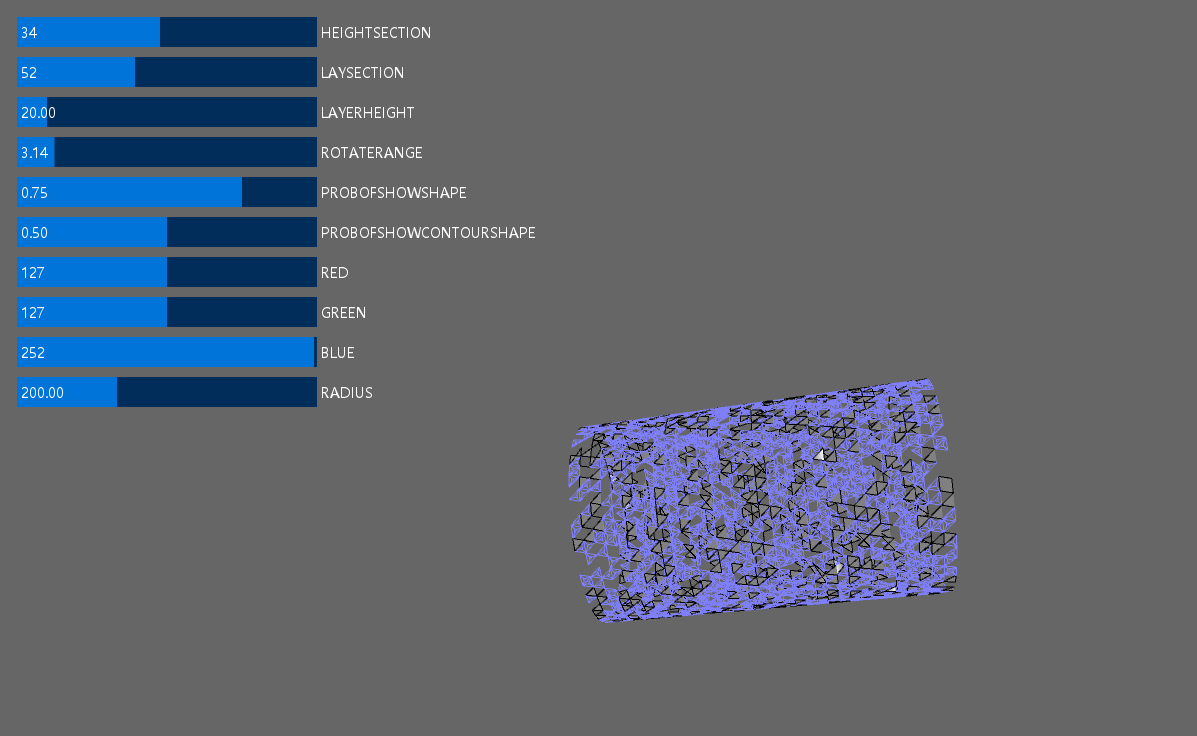 34 HEIGHTSECTION
52 LAYSECTION
20.00 LAYERHEIGHT
3.14 ROTATERANGE
0.75 PROBOFSHOWSHAPE
0.50 PROBOFSHOWCONTOURSHAPE
127 RED
127 GREEN
252 BLUE
200.00 RADIUS